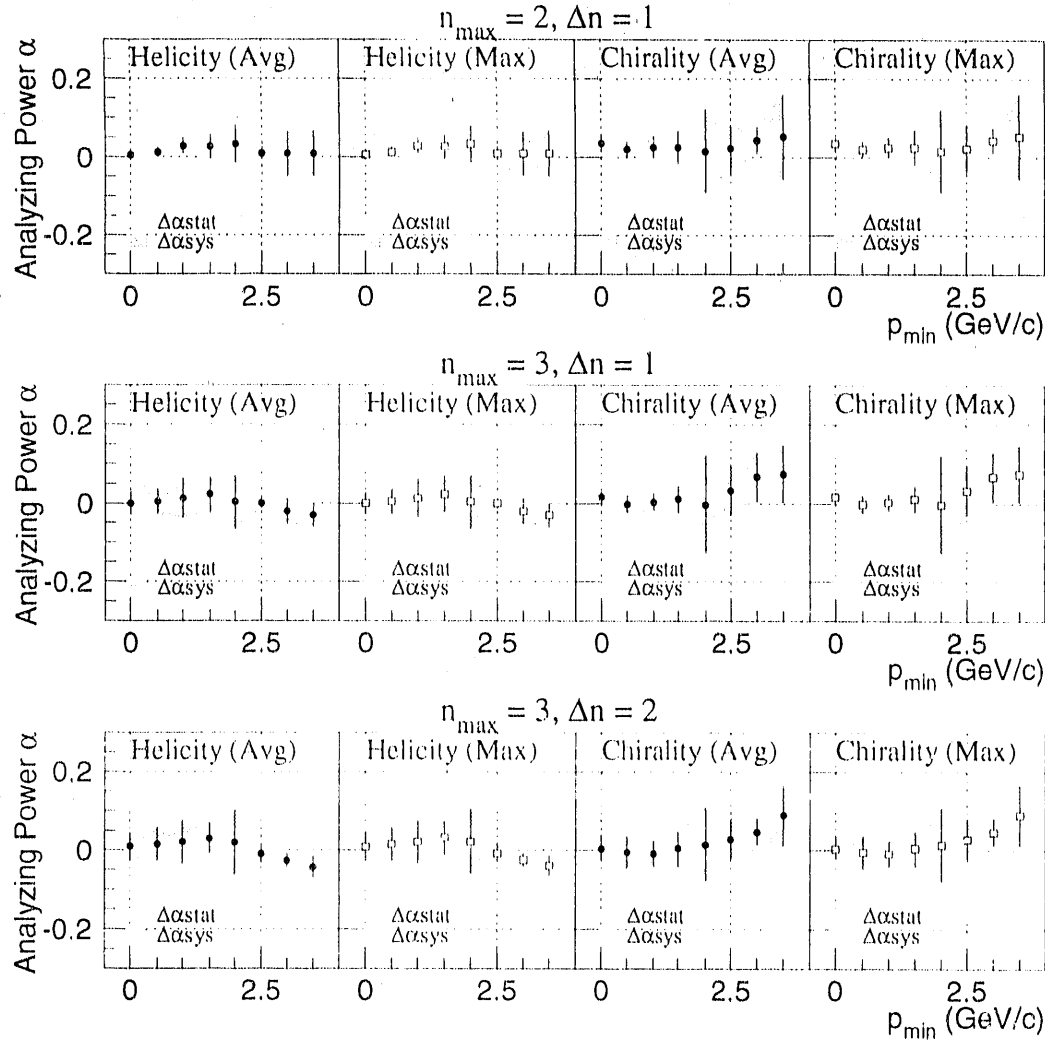 n_max = 2, Δn = 1
Analyzing Power α
Helicity (Avg) Helicity (Max) Chirality (Avg) Chirality (Max)
0.2
0
-0.2
Δαstat Δαstat Δαstat Δαstat
Δαsys Δαsys Δαsys Δαsys
0 2.5 0 2.5 0 2.5 0 2.5
p_min (GeV/c)
n_max = 3, Δn = 1
Analyzing Power α
Helicity (Avg) Helicity (Max) Chirality (Avg) Chirality (Max)
0.2
0
-0.2
Δαstat Δαstat Δαstat Δαstat
Δαsys Δαsys Δαsys Δαsys
0 2.5 0 2.5 0 2.5 0 2.5
p_min (GeV/c)
n_max = 3, Δn = 2
Analyzing Power α
Helicity (Avg) Helicity (Max) Chirality (Avg) Chirality (Max)
0.2
0
-0.2
Δαstat Δαstat Δαstat Δαstat
Δαsys Δαsys Δαsys Δαsys
0 2.5 0 2.5 0 2.5 0 2.5
p_min (GeV/c)